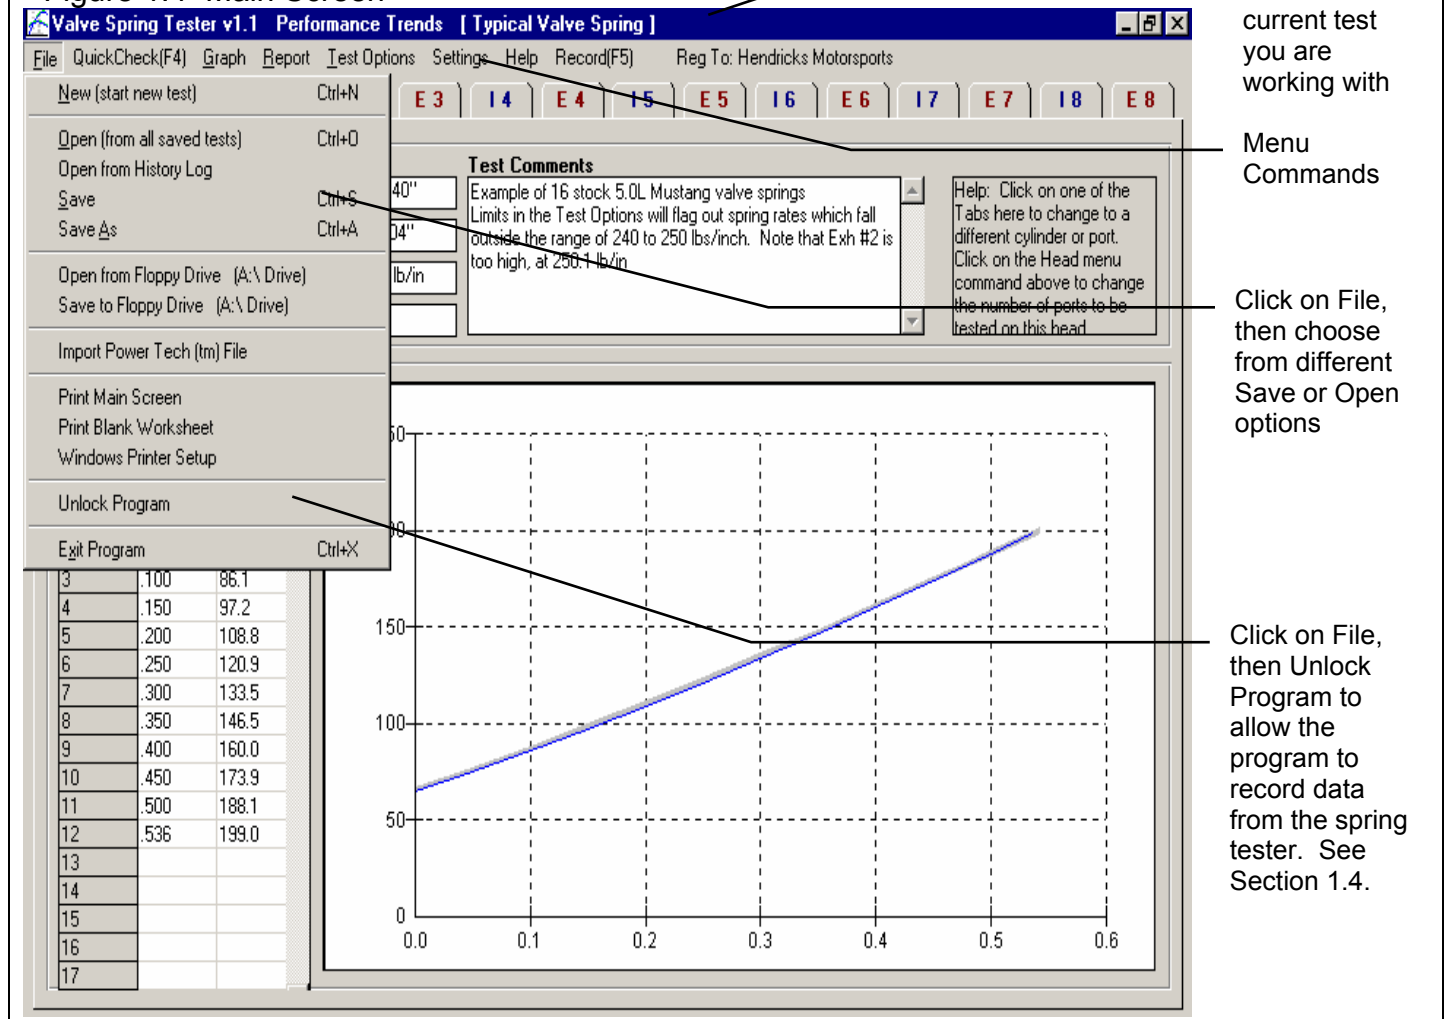 Figure 1.1 Main Screen
Valve Spring Tester v1.1 Performance Trends [ Typical Valve Spring ]
File QuickCheck(F4) Graph Report Test Options Settings Help Record(F5) Reg To: Hendricks Motorsports
New (start new test) Ctrl+N
Open (from all saved tests) Ctrl+O
Open from History Log
Save Ctrl+S
Save As Ctrl+A
Open from Floppy Drive (A:\ Drive)
Save to Floppy Drive (A:\ Drive)
Import Power Tech (tm) File
Print Main Screen
Print Blank Worksheet
Windows Printer Setup
Unlock Program
Exit Program Ctrl+X
E 3 I 4 E 4 I 5 E 5 I 6 E 6 I 7 E 7 I 8 E 8
40"
04"
lb/in
Test Comments
Example of 16 stock 5.0L Mustang valve springs
Limits in the Test Options will flag out spring rates which fall
outside the range of 240 to 250 lbs/inch. Note that Exh #2 is
too high, at 250.1 lb/in
Help: Click on one of the
Tabs here to change to a
different cylinder or port.
Click on the Head menu
command above to change
the number of ports to be
tested on this head
3 .100 86.1
4 .150 97.2
5 .200 108.8
6 .250 120.9
7 .300 133.5
8 .350 146.5
9 .400 160.0
10 .450 173.9
11 .500 188.1
12 .536 199.0
13
14
15
16
17
50
00
150
100
50
0
0.0 0.1 0.2 0.3 0.4 0.5 0.6
current test
you are
working with
Menu
Commands
Click on File,
then choose
from different
Save or Open
options
Click on File,
then Unlock
Program to
allow the
program to
record data
from the spring
tester. See
Section 1.4.